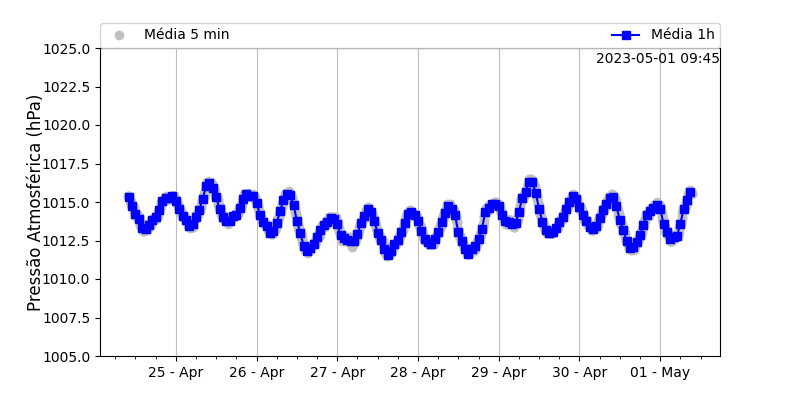 Média 5 min
Média 1h
2023-05-01 09:45
Pressão Atmosférica (hPa)
1025.0
1022.5
1020.0
1017.5
1015.0
1012.5
1010.0
1007.5
1005.0
25 - Apr
26 - Apr
27 - Apr
28 - Apr
29 - Apr
30 - Apr
01 - May